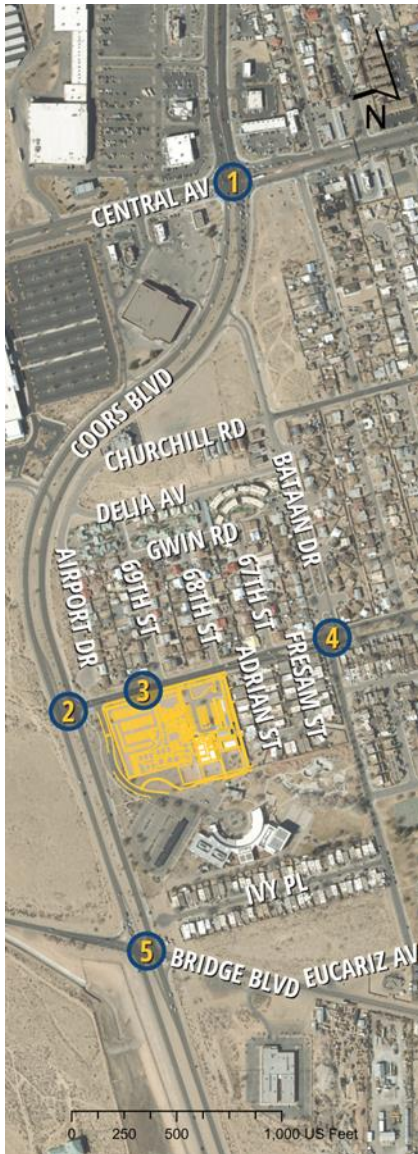 N
1
CENTRAL AV
COORS BLVD
CHURCHILL RD
BATAAN DR
DELIA AV
GWIN RD
AIRPORT DR
69TH ST
68TH ST
67TH ST
4
ADRIAN ST
FRESAM ST
3
2
IVY PL
5
BRIDGE BLVD
EUCARIZ AV
0 250 500 1,000 US Feet